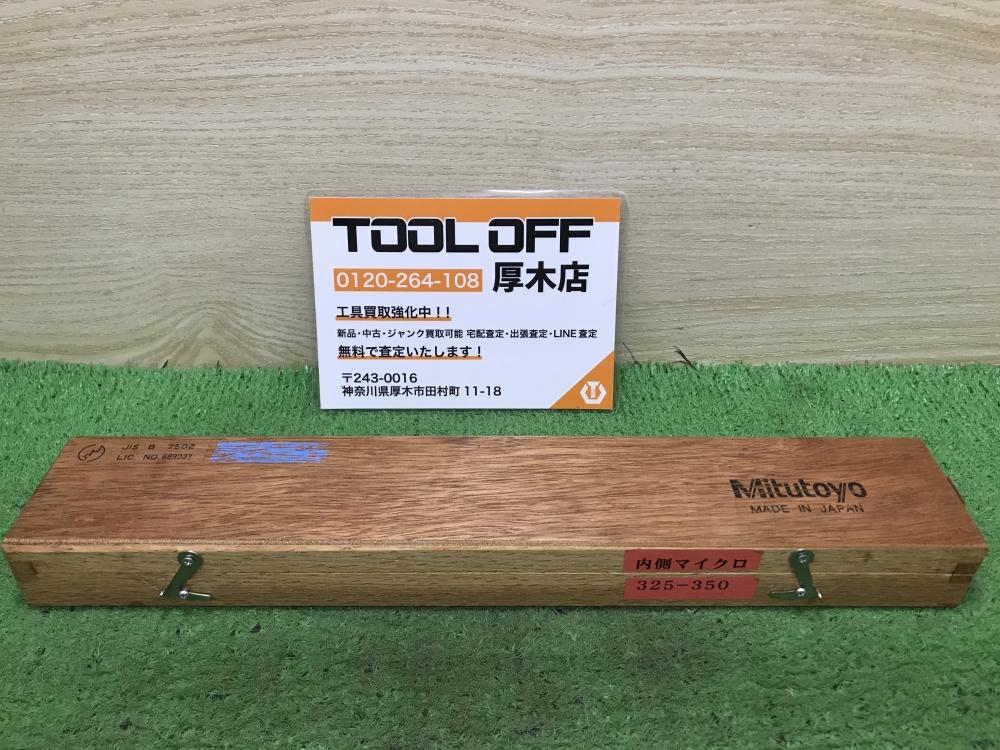 TOOL OFF
0120-264-108 厚木店
工具買取強化中！！
新品・中古・ジャンク買取可能 宅配査定・出張査定・LINE査定
無料で査定いたします！
〒243-0016
神奈川県厚木市田村町 11-18
JIS B 7502
LIC. NO. 689037
Mitutoyo
MADE IN JAPAN
内側マイクロ
325-350